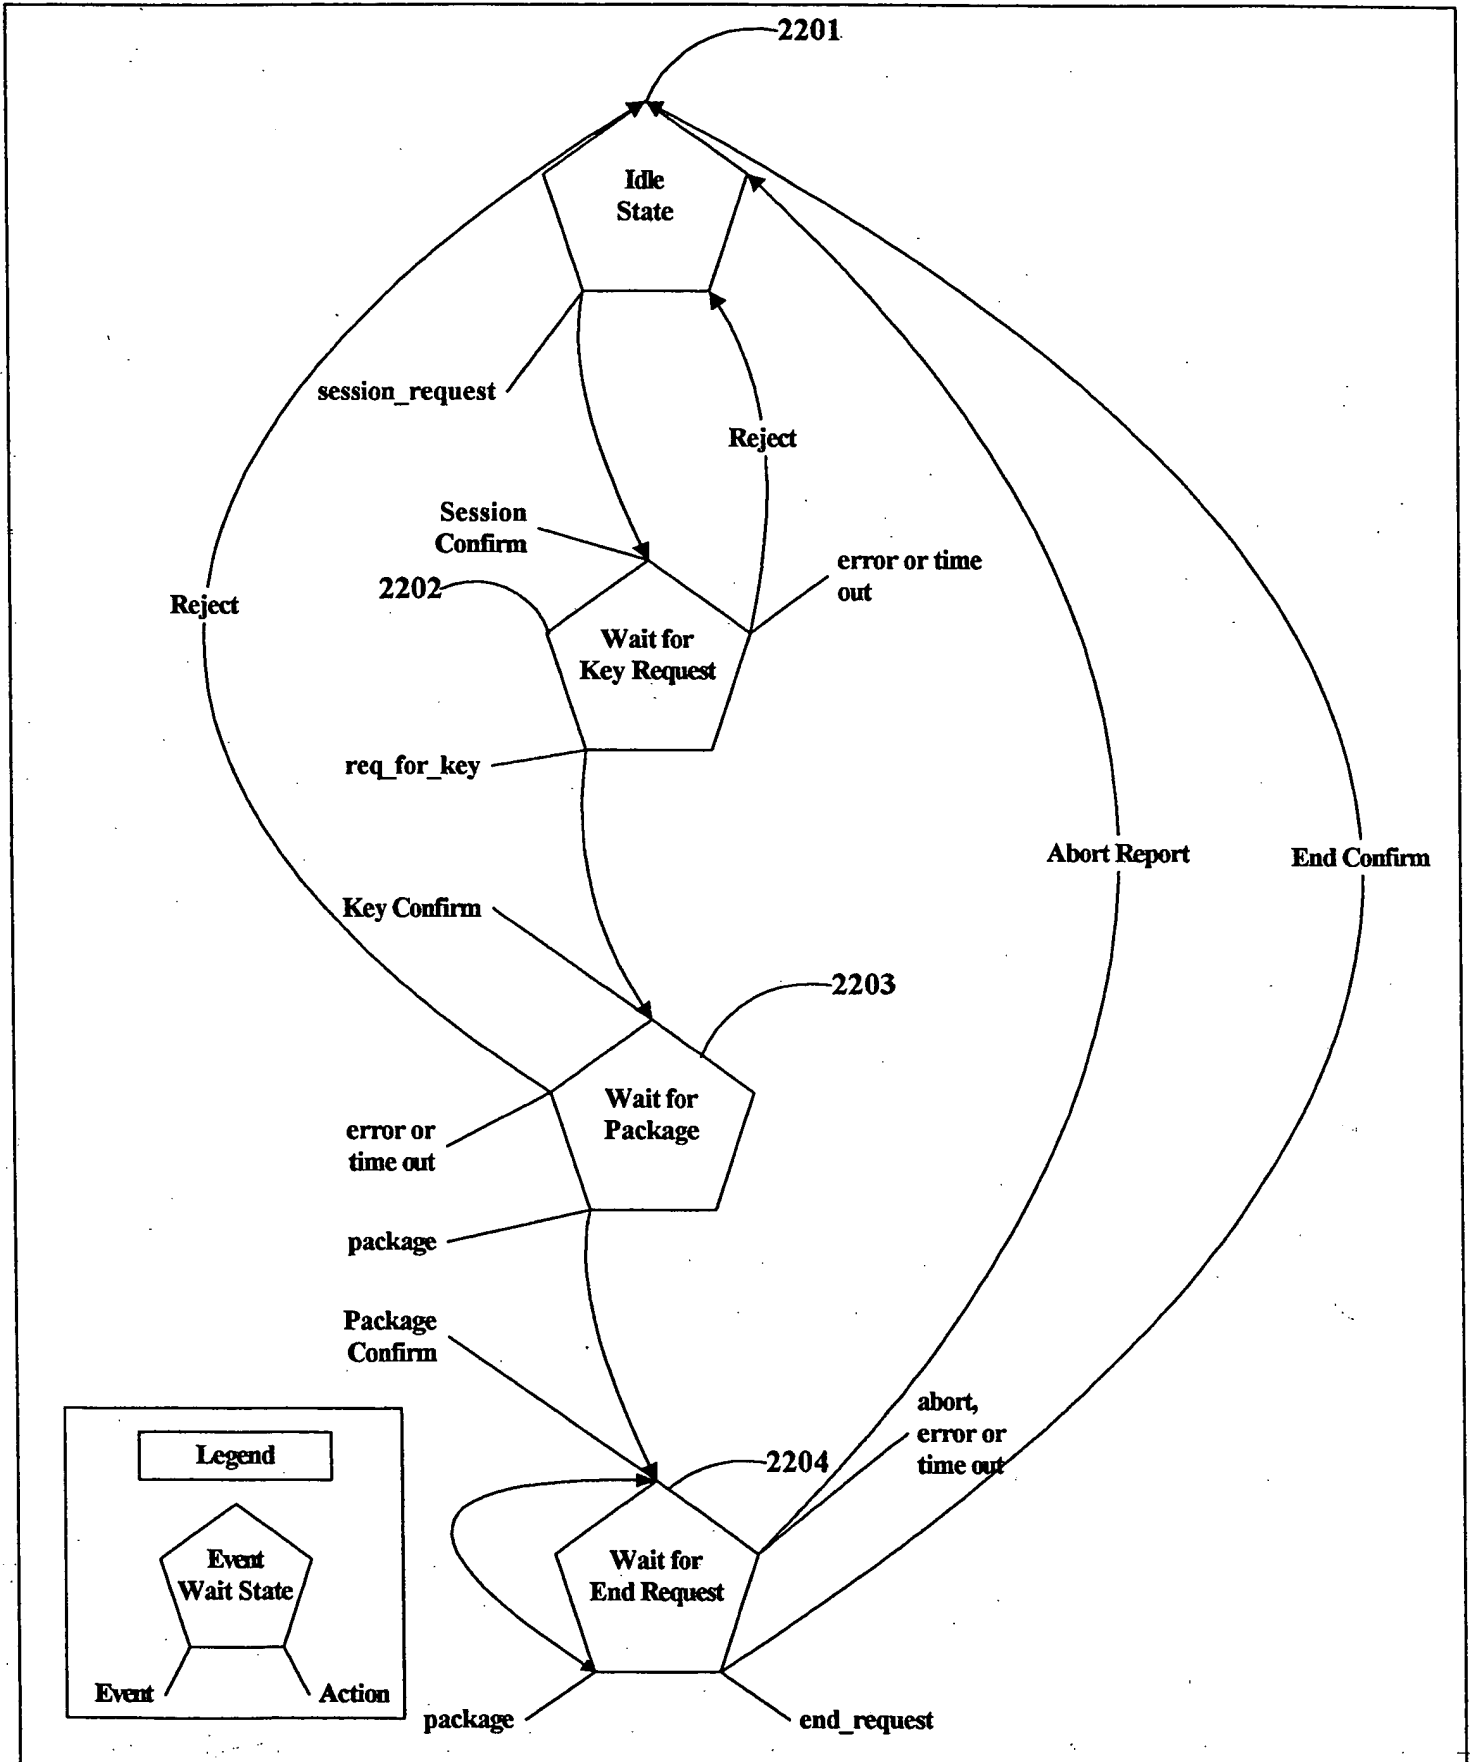 2201
Idle
State
session_request
Reject
Session
Confirm
error or time
out
2202
Reject
Wait for
Key Request
req_for_key
Abort Report
End Confirm
Key Confirm
2203
Wait for
Package
error or
time out
package
Package
Confirm
abort,
error or
time out
Legend
2204
Event
Wait State
Wait for
End Request
Event
Action
package
end_request